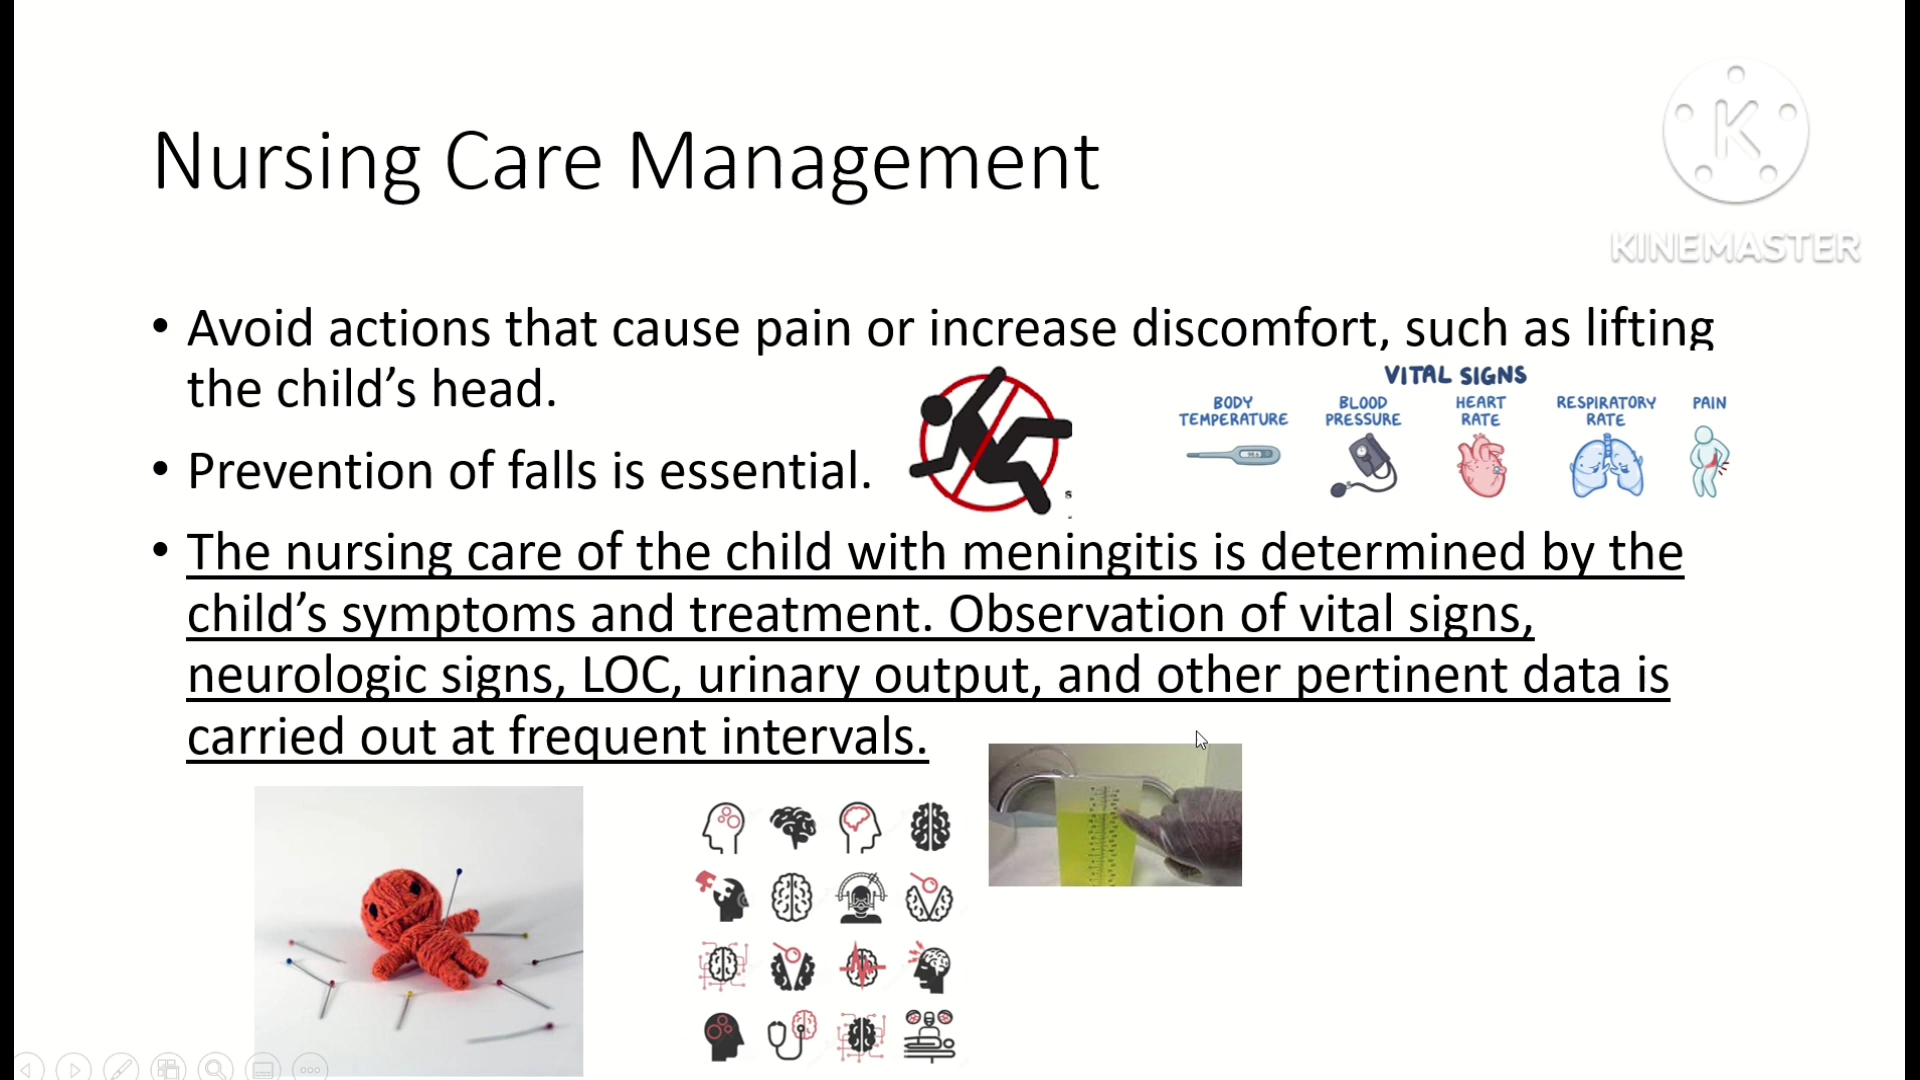 Nursing Care Management
K
KINEMASTER
• Avoid actions that cause pain or increase discomfort, such as lifting
the child’s head.
VITAL SIGNS
BODY TEMPERATURE
BLOOD PRESSURE
HEART RATE
RESPIRATORY RATE
PAIN
• Prevention of falls is essential.
s
• The nursing care of the child with meningitis is determined by the
child’s symptoms and treatment. Observation of vital signs,
neurologic signs, LOC, urinary output, and other pertinent data is
carried out at frequent intervals.